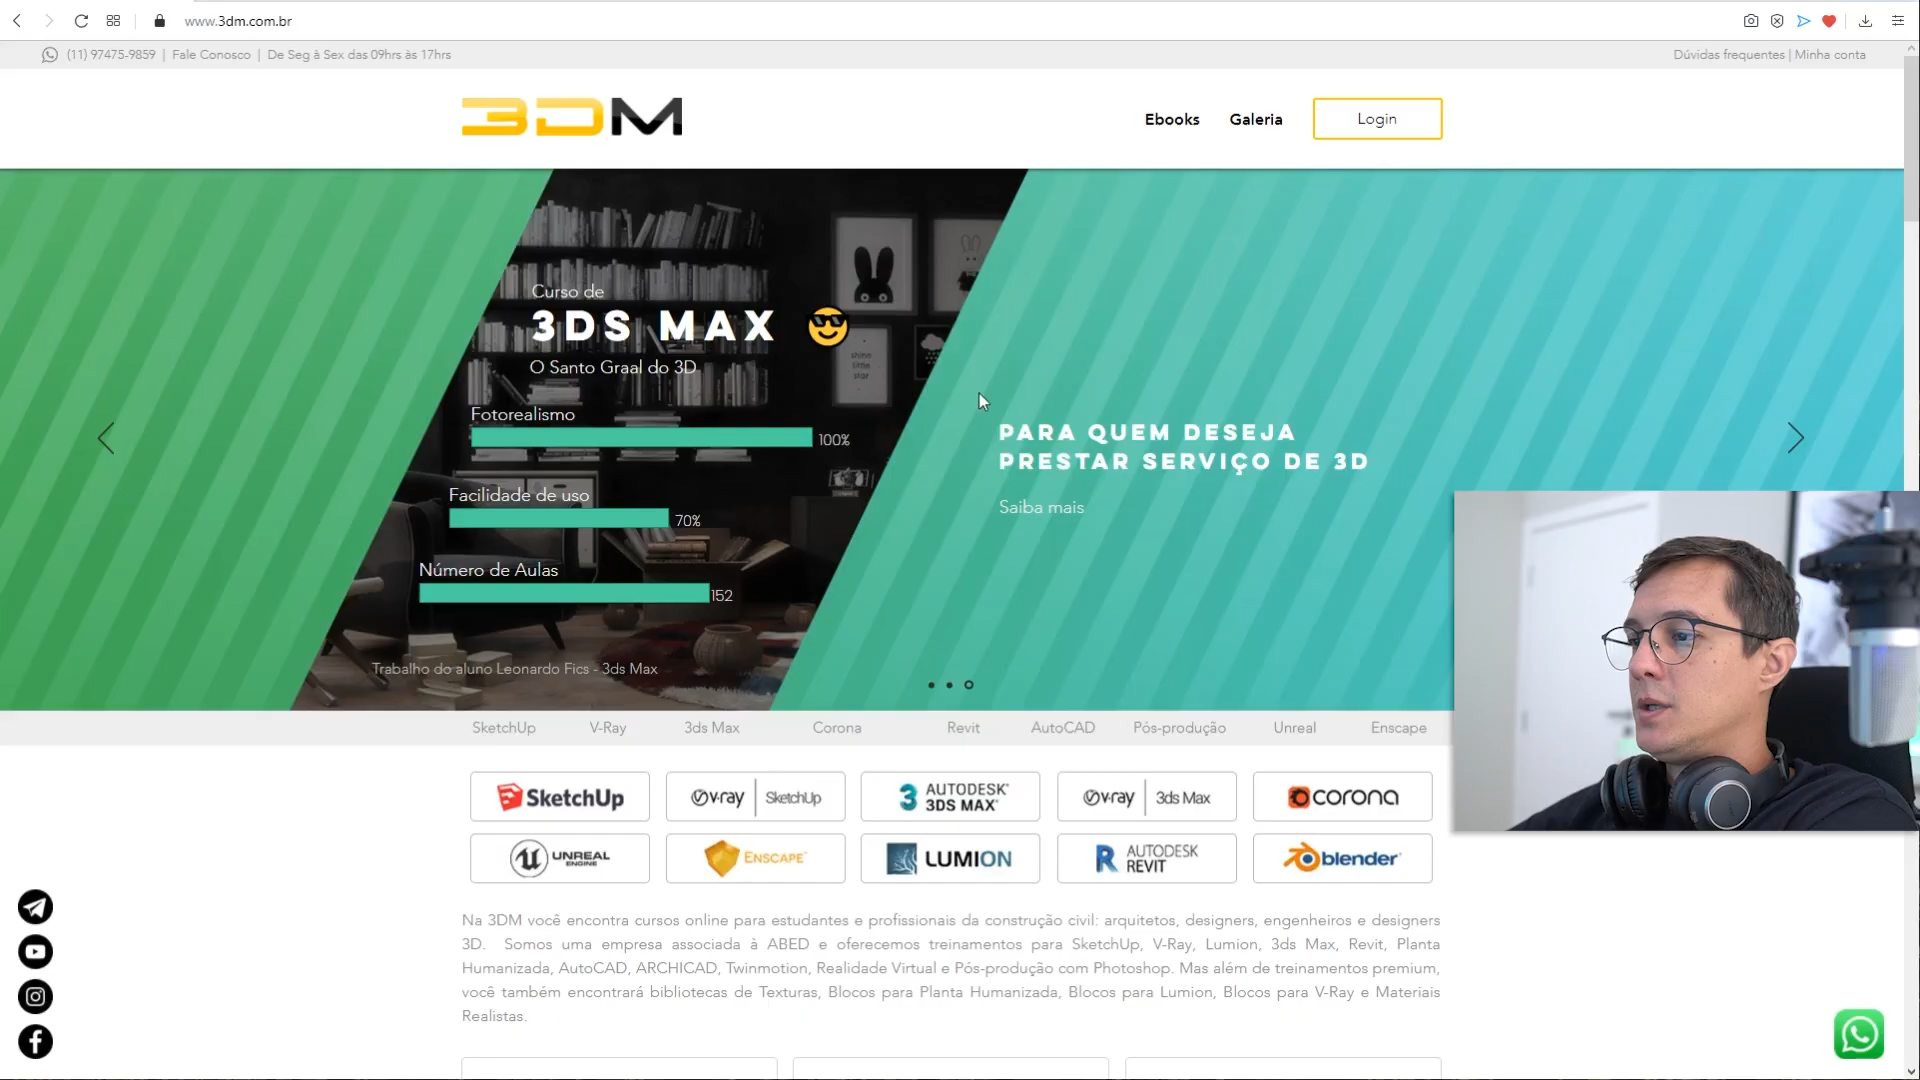 www.3dm.com.br
(11) 97475-9859 | Fale Conosco | De Seg à Sex das 09hrs às 17hrs
Dúvidas frequentes | Minha conta
3DM
Ebooks
Galeria
Login
Curso de
3DS MAX
O Santo Graal do 3D
shine
little
star
Fotorealismo
100%
Facilidade de uso
70%
Número de Aulas
152
Trabalho do aluno Leonardo Fics - 3ds Max
PARA QUEM DESEJA
PRESTAR SERVIÇO DE 3D
Saiba mais
SketchUp V-Ray 3ds Max Corona Revit AutoCAD Pós-produção Unreal Enscape
SketchUp
v-ray | SketchUp
3 AUTODESK® 3DS MAX®
v-ray | 3ds Max
corona
UNREAL ENGINE
ENSCAPE™
LUMION
R AUTODESK REVIT
blender
Na 3DM você encontra cursos online para estudantes e profissionais da construção civil: arquitetos, designers, engenheiros e designers
3D. Somos uma empresa associada à ABED e oferecemos treinamentos para SketchUp, V-Ray, Lumion, 3ds Max, Revit, Planta
Humanizada, AutoCAD, ARCHICAD, Twinmotion, Realidade Virtual e Pós-produção com Photoshop. Mas além de treinamentos premium,
você também encontrará bibliotecas de Texturas, Blocos para Planta Humanizada, Blocos para Lumion, Blocos para V-Ray e Materiais
Realistas.